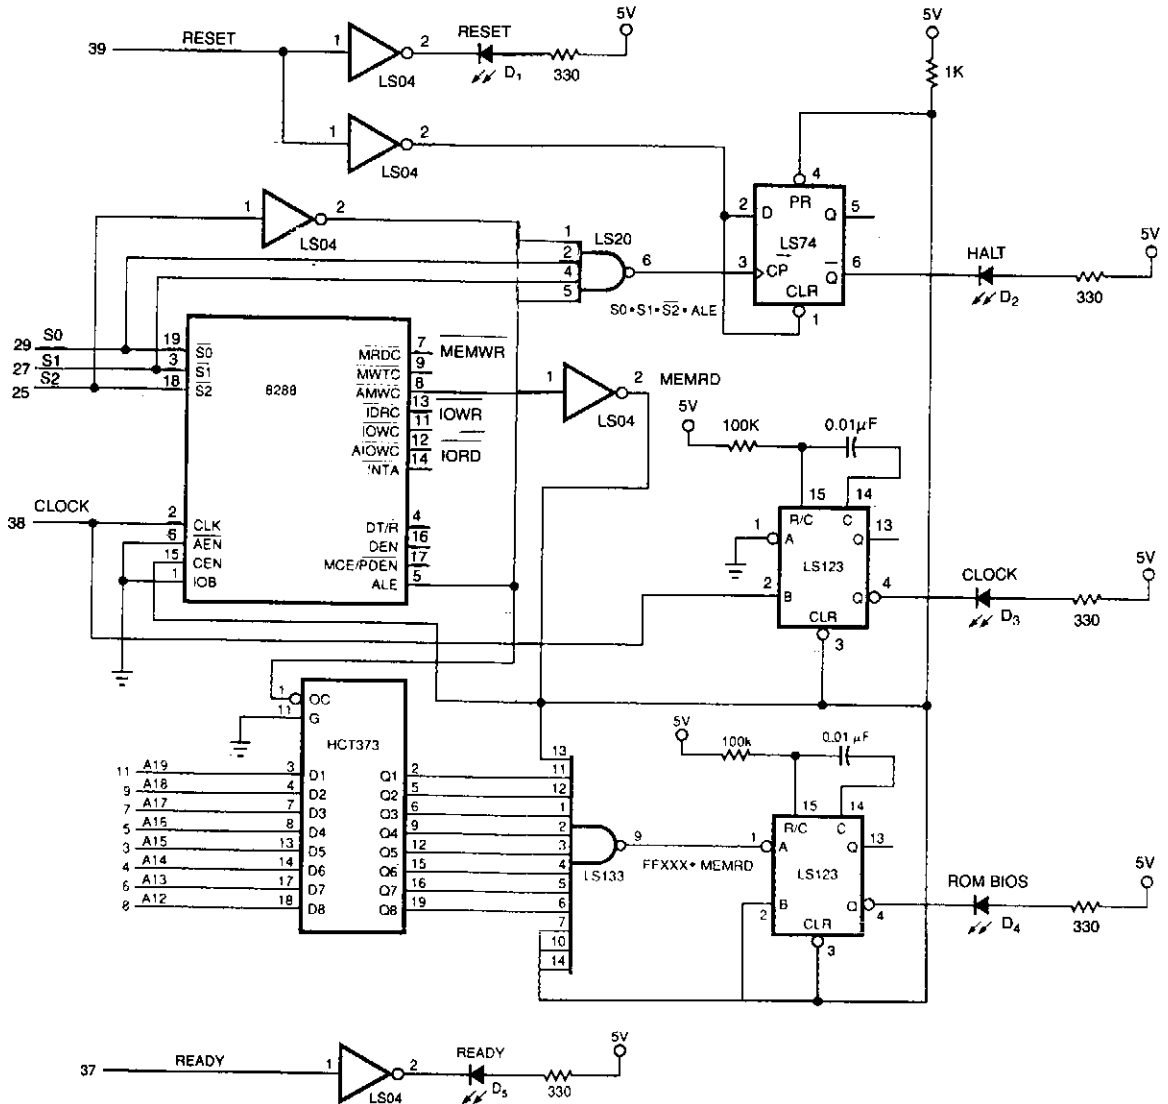 5V
5V
39 RESET 1 2 RESET
LS04 D1 330
1K
1 2
LS04
4
PR
2 D Q 5
LS74
3 CP Q 6
CLR
1
5V
HALT
D2 330
1 2
LS04
LS20
1
2
4
5
6
S0•S1•S2•ALE
29 S0
27 S1
25 S2
19 S0
3 S1
18 S2
8288
MRDC 7 MEMWR
MWTC 9
AMWC 8
IDRC 13 IOWR
IOWC 11
AIOWC 12 IORD
INTA 14
1 2 MEMRD
LS04
38 CLOCK
2 CLK
6 AEN
15 CEN
1 IOB
DT/R 4
DEN 16
MCE/PDEN 17
ALE 5
5V
100K 0.01μF
15 14
R/C C
1 A Q 13
LS123
2 B Q 4
CLR
3
5V
CLOCK
D3 330
1 OC
11 G
HCT373
11 A19 3 D1 Q1 2
9 A18 4 D2 Q2 5
7 A17 7 D3 Q3 6
5 A16 8 D4 Q4 9
3 A15 13 D5 Q5 12
4 A14 14 D6 Q6 15
6 A13 17 D7 Q7 16
8 A12 18 D8 Q8 19
13
11
12
1
2
3
4
5
6
7
10
14
LS133
9
FFXXX•MEMRD
5V
100k 0.01 μF
15 14
R/C C
1 A Q 13
LS123
B
2
Q
4
CLR
3
5V
ROM BIOS
D4 330
37 READY 1 2 READY
LS04 D5 330
5V